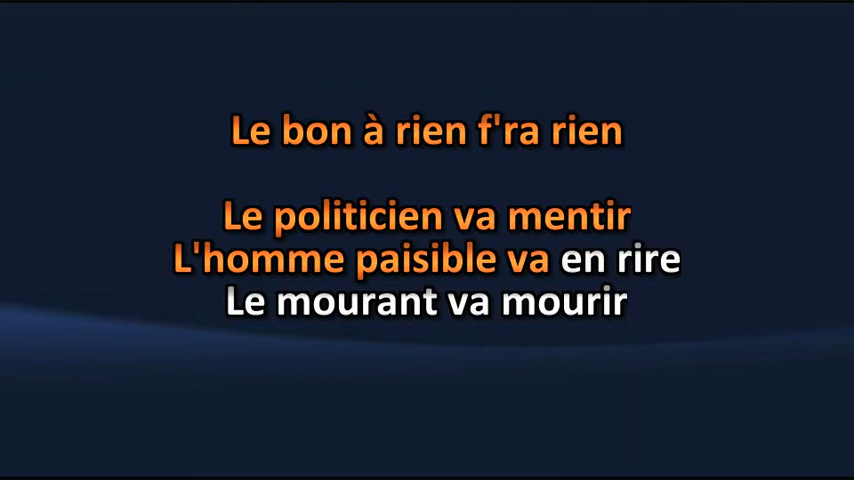 Le bon à rien f'ra rien
Le politicien va mentir
L'homme paisible va en rire
Le mourant va mourir